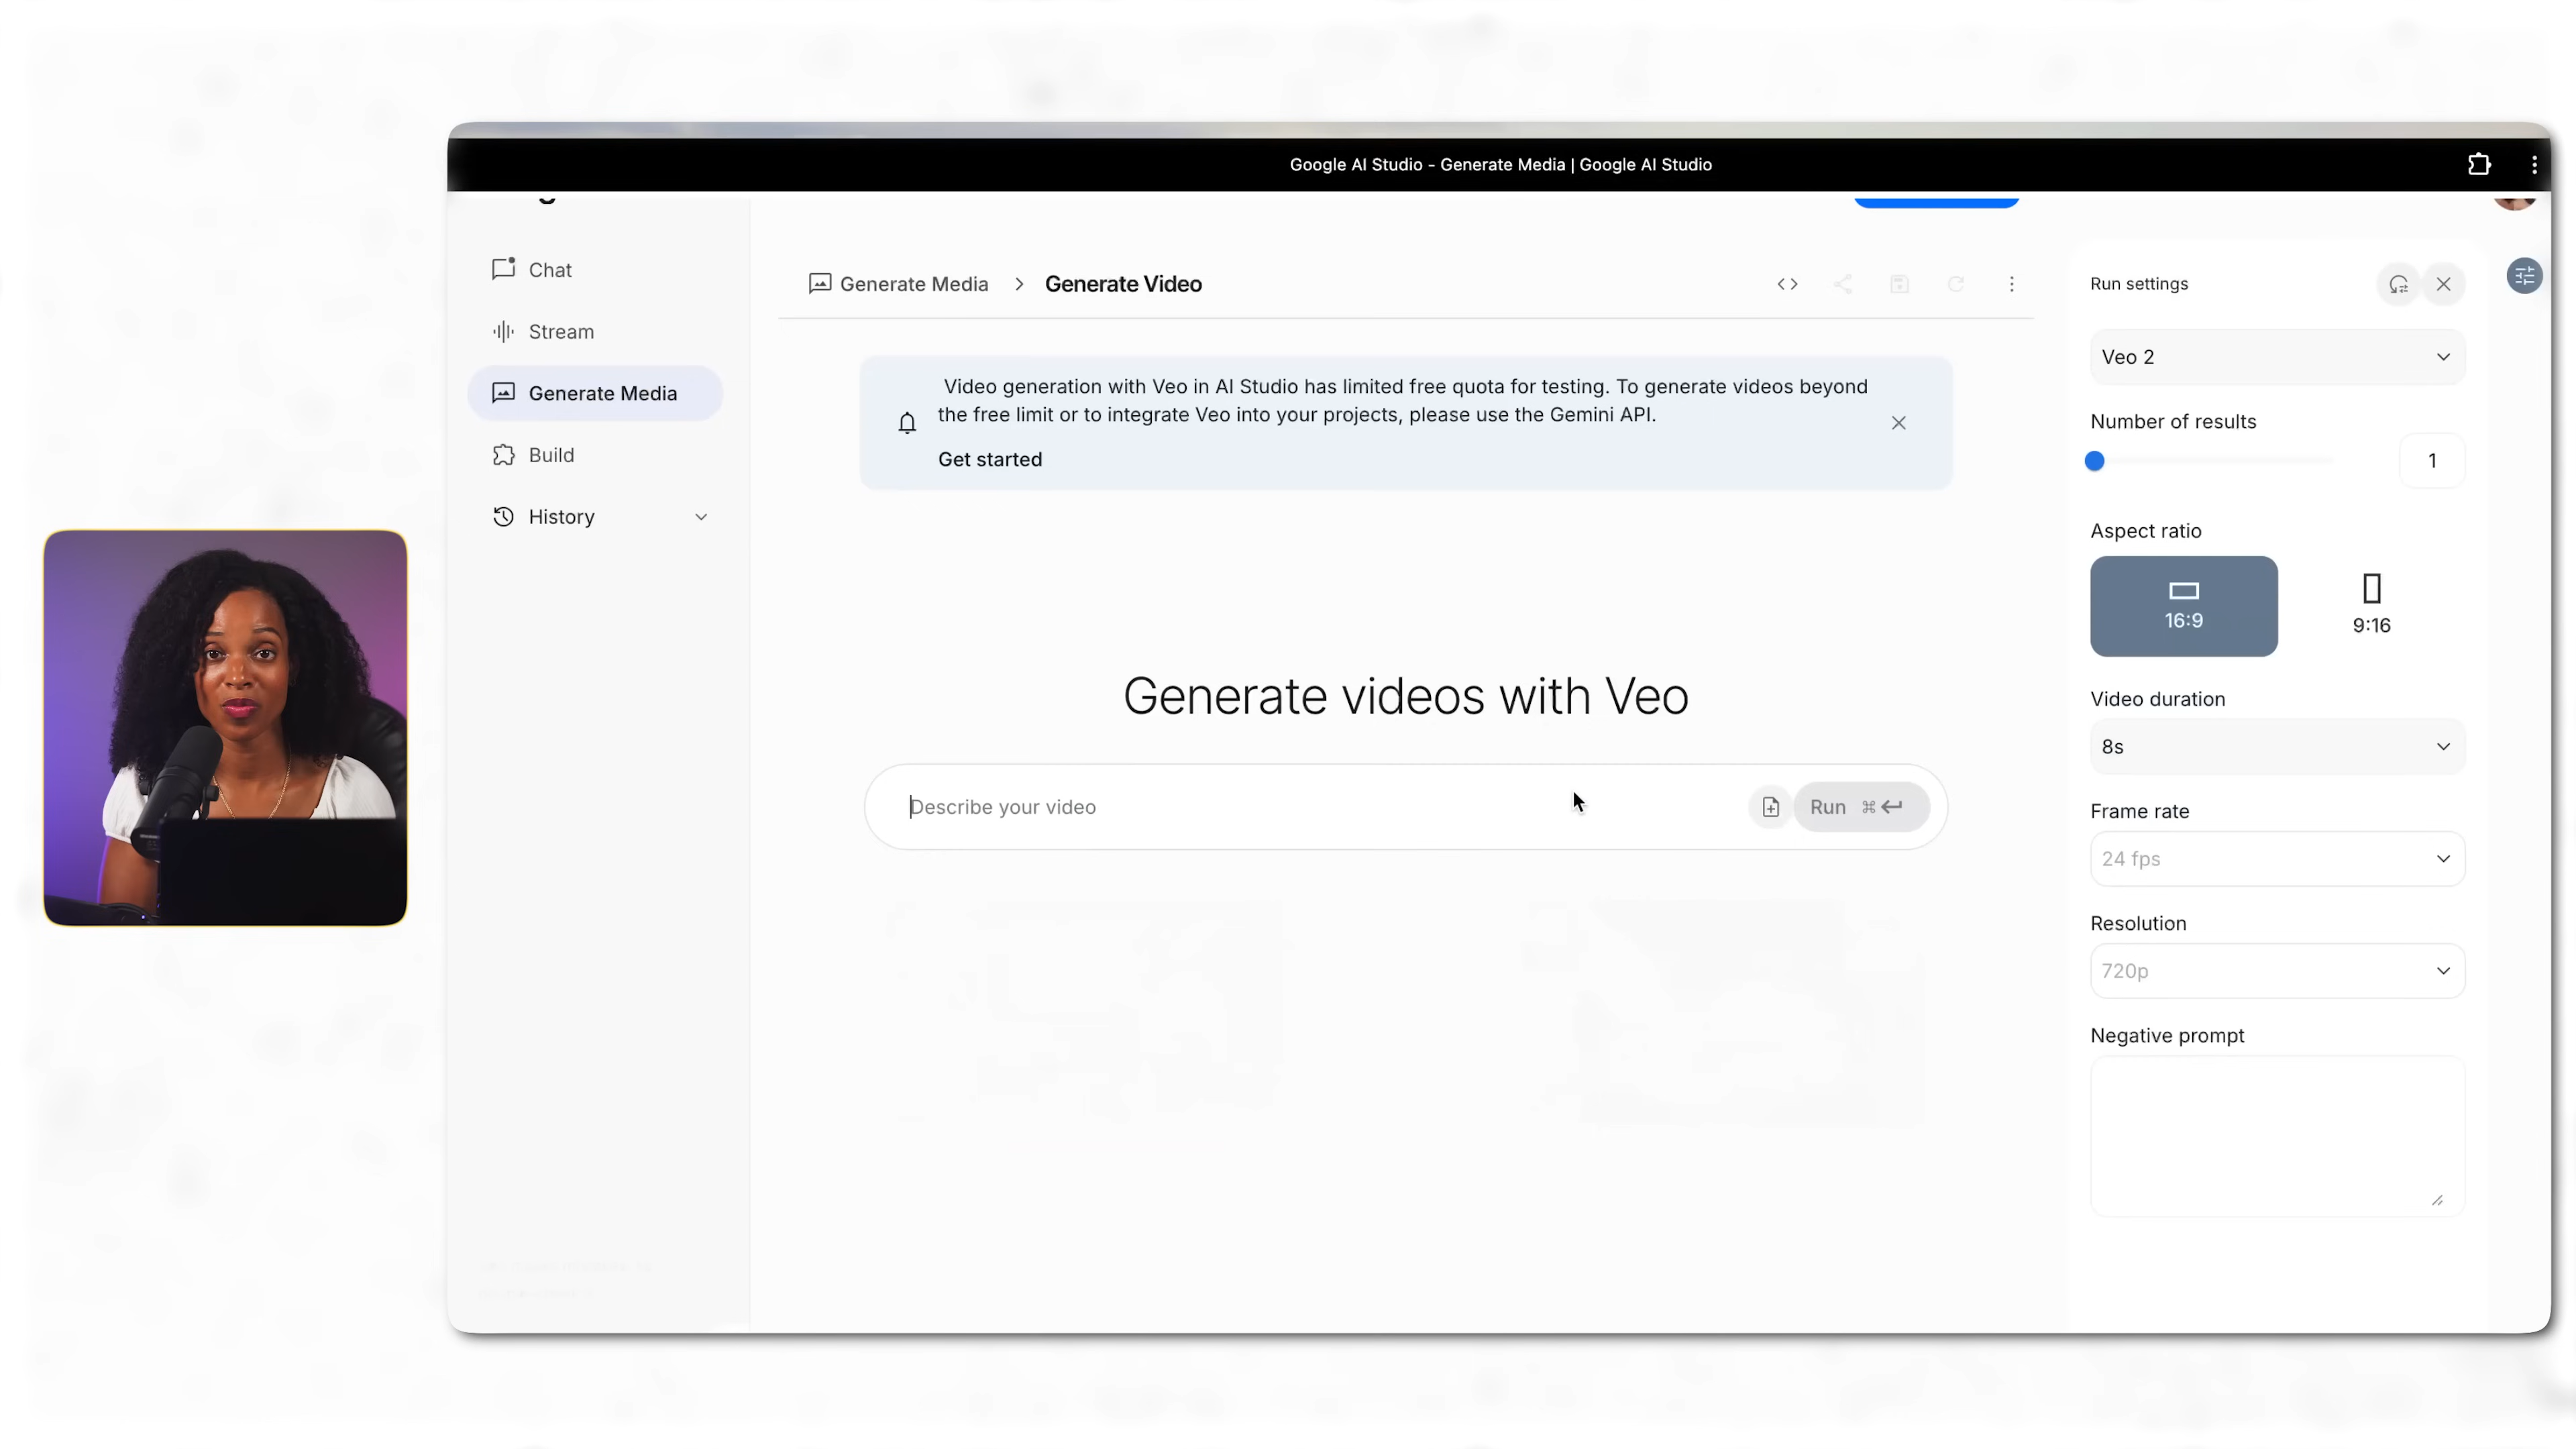 Google AI Studio - Generate Media | Google AI Studio
Chat
Stream
Generate Media
Build
History
Generate Media > Generate Video
Video generation with Veo in AI Studio has limited free quota for testing. To generate videos beyond
the free limit or to integrate Veo into your projects, please use the Gemini API.
Get started
Generate videos with Veo
Describe your video
Run ⌘
Run settings
Veo 2
Number of results
1
Aspect ratio
16:9
9:16
Video duration
8s
Frame rate
24 fps
Resolution
720p
Negative prompt